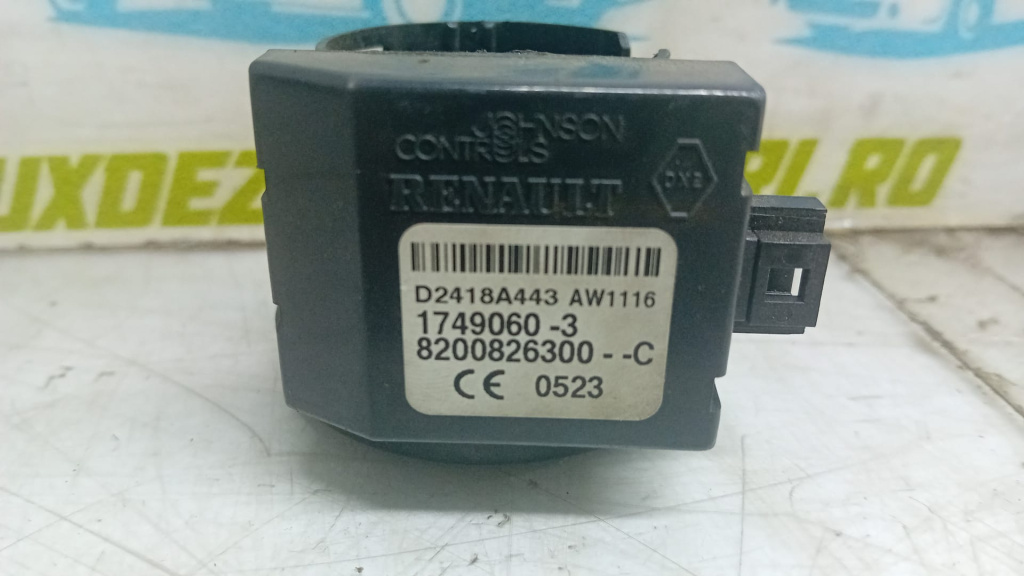 JOHNSON
CONTROLS
RENAULT
D2418A443 AW1116
1749060 -3
8200826300 - -C
CE 0523